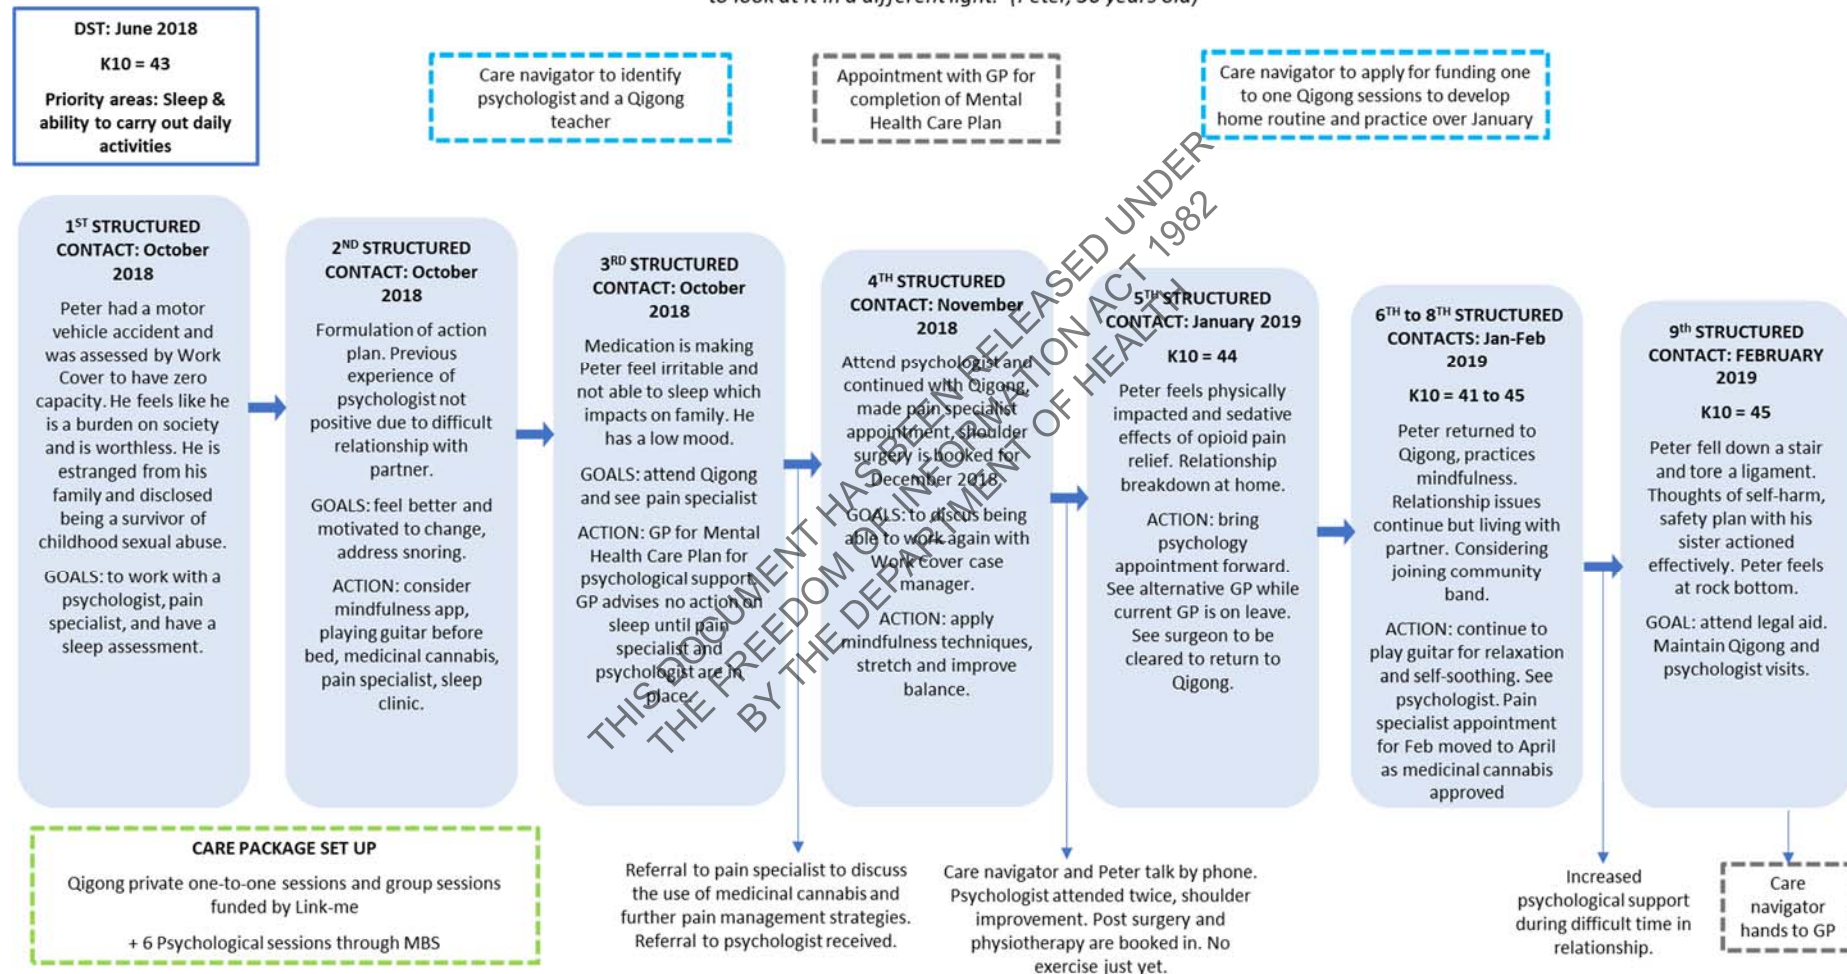 to look at it in a different light." (Peter, 56 years old)
DST: June 2018
K10 = 43
Priority areas: Sleep &
ability to carry out daily
activities
Care navigator to identify
psychologist and a Qigong
teacher
Appointment with GP for
completion of Mental
Health Care Plan
Care navigator to apply for funding one
to one Qigong sessions to develop
home routine and practice over January
1ST STRUCTURED
CONTACT: October
2018
Peter had a motor
vehicle accident and
was assessed by Work
Cover to have zero
capacity. He feels like he
is a burden on society
and is worthless. He is
estranged from his
family and disclosed
being a survivor of
childhood sexual abuse.
GOALS: to work with a
psychologist, pain
specialist, and have a
sleep assessment.
2ND STRUCTURED
CONTACT: October
2018
Formulation of action
plan. Previous
experience of
psychologist not
positive due to difficult
relationship with
partner.
GOALS: feel better and
motivated to change,
address snoring.
ACTION: consider
mindfulness app,
playing guitar before
bed, medicinal cannabis,
pain specialist, sleep
clinic.
3RD STRUCTURED
CONTACT: October
2018
Medication is making
Peter feel irritable and
not able to sleep which
impacts on family. He
has a low mood.
GOALS: attend Qigong
and see pain specialist
ACTION: GP for Mental
Health Care Plan for
psychological support.
GP advises no action on
sleep until pain
specialist and
psychologist are in
place.
4TH STRUCTURED
CONTACT: November
2018
Attend psychologist and
continued with Qigong,
made pain specialist
appointment, shoulder
surgery is booked for
December 2018.
GOALS: to discus being
able to work again with
Work Cover case
manager.
ACTION: apply
mindfulness techniques,
stretch and improve
balance.
5TH STRUCTURED
CONTACT: January 2019
K10 = 44
Peter feels physically
impacted and sedative
effects of opioid pain
relief. Relationship
breakdown at home.
ACTION: bring
psychology
appointment forward.
See alternative GP while
current GP is on leave.
See surgeon to be
cleared to return to
Qigong.
6TH to 8TH STRUCTURED
CONTACTS: Jan-Feb
2019
K10 = 41 to 45
Peter returned to
Qigong, practices
mindfulness.
Relationship issues
continue but living with
partner. Considering
joining community
band.
ACTION: continue to
play guitar for relaxation
and self-soothing. See
psychologist. Pain
specialist appointment
for Feb moved to April
as medicinal cannabis
approved
9th STRUCTURED
CONTACT: FEBRUARY
2019
K10 = 45
Peter fell down a stair
and tore a ligament.
Thoughts of self-harm,
safety plan with his
sister actioned
effectively. Peter feels
at rock bottom.
GOAL: attend legal aid.
Maintain Qigong and
psychologist visits.
THIS DOCUMENT HAS BEEN RELEASED UNDER
THE FREEDOM OF INFORMATION ACT 1982
BY THE DEPARTMENT OF HEALTH
CARE PACKAGE SET UP
Qigong private one-to-one sessions and group sessions
funded by Link-me
+ 6 Psychological sessions through MBS
Referral to pain specialist to discuss
the use of medicinal cannabis and
further pain management strategies.
Referral to psychologist received.
Care navigator and Peter talk by phone.
Psychologist attended twice, shoulder
improvement. Post surgery and
physiotherapy are booked in. No
exercise just yet.
Increased
psychological support
during difficult time in
relationship.
Care
navigator
hands to GP